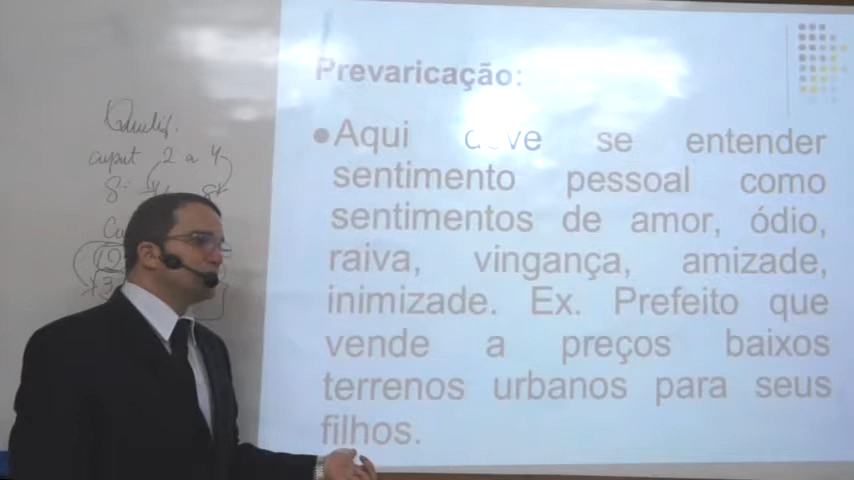 Prevaricação:
●Aqui deve se entender
sentimento pessoal como
sentimentos de amor, ódio,
raiva, vingança, amizade,
inimizade. Ex. Prefeito que
vende a preços baixos
terrenos urbanos para seus
filhos.
caput 2 a 4